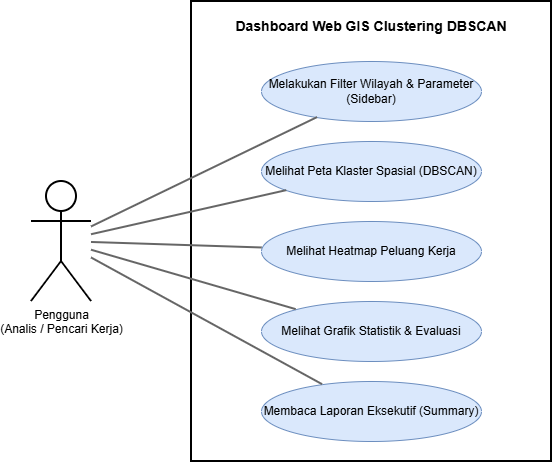 Dashboard Web GIS Clustering DBSCAN
Melakukan Filter Wilayah & Parameter
(Sidebar)
Melihat Peta Klaster Spasial (DBSCAN)
Melihat Heatmap Peluang Kerja
Pengguna
(Analis / Pencari Kerja)
Melihat Grafik Statistik & Evaluasi
Membaca Laporan Eksekutif (Summary)